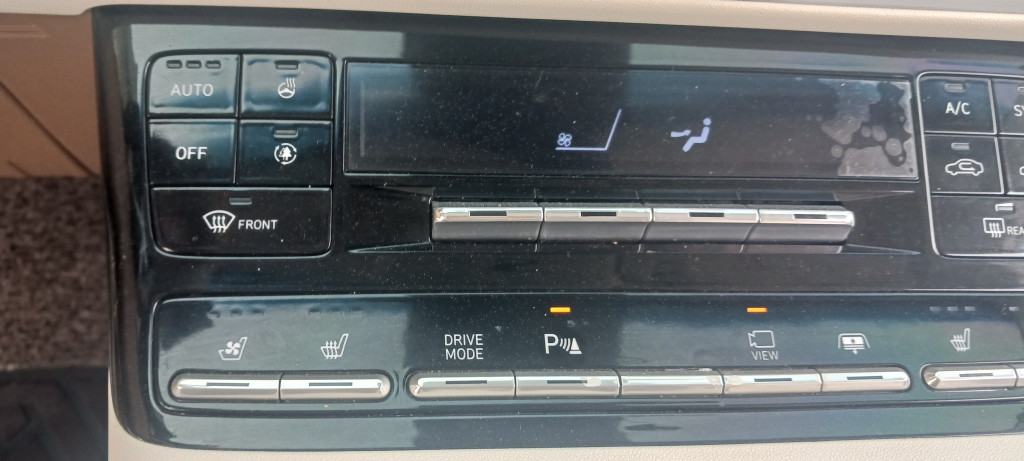 AUTO
A/C
OFF
FRONT
DRIVE
MODE
P
VIEW